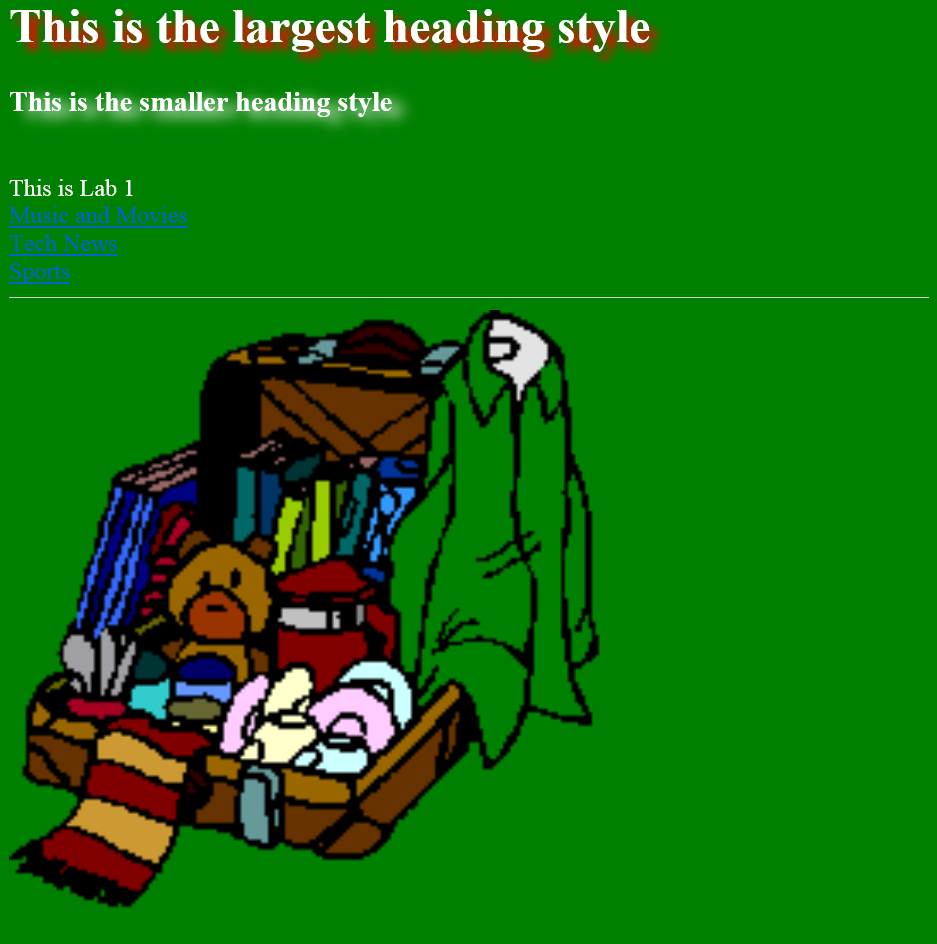 This is the largest heading style
This is the smaller heading style
This is Lab 1
Music and Movies
Tech News
Sports